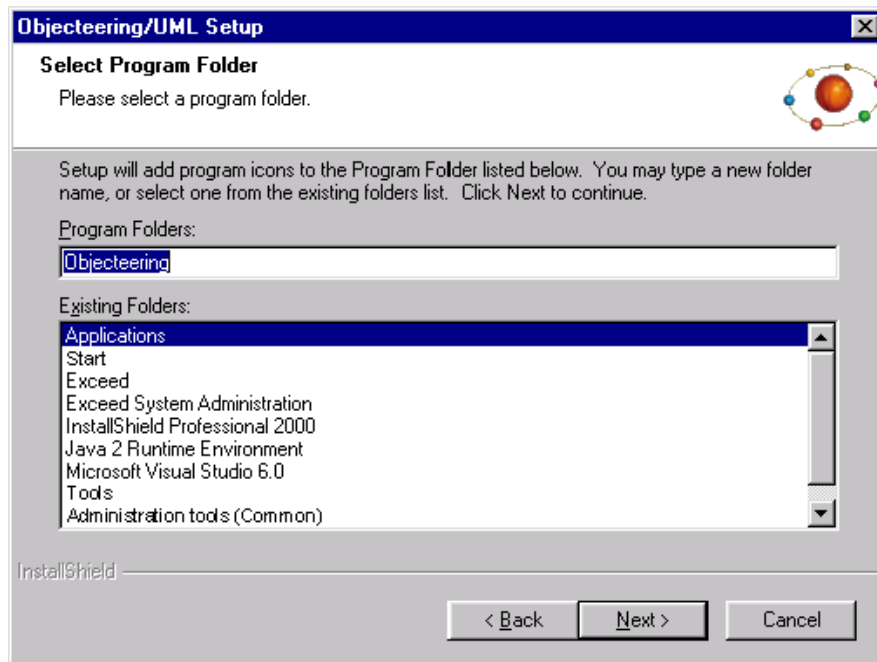 Objecteering/UML Setup
Select Program Folder
Please select a program folder.
Setup will add program icons to the Program Folder listed below. You may type a new folder
name, or select one from the existing folders list. Click Next to continue.
Program Folders:
Objecteering
Existing Folders:
Applications
Start
Exceed
Exceed System Administration
InstallShield Professional 2000
Java 2 Runtime Environment
Microsoft Visual Studio 6.0
Tools
Administration tools (Common)
InstallShield
< Back Next > Cancel